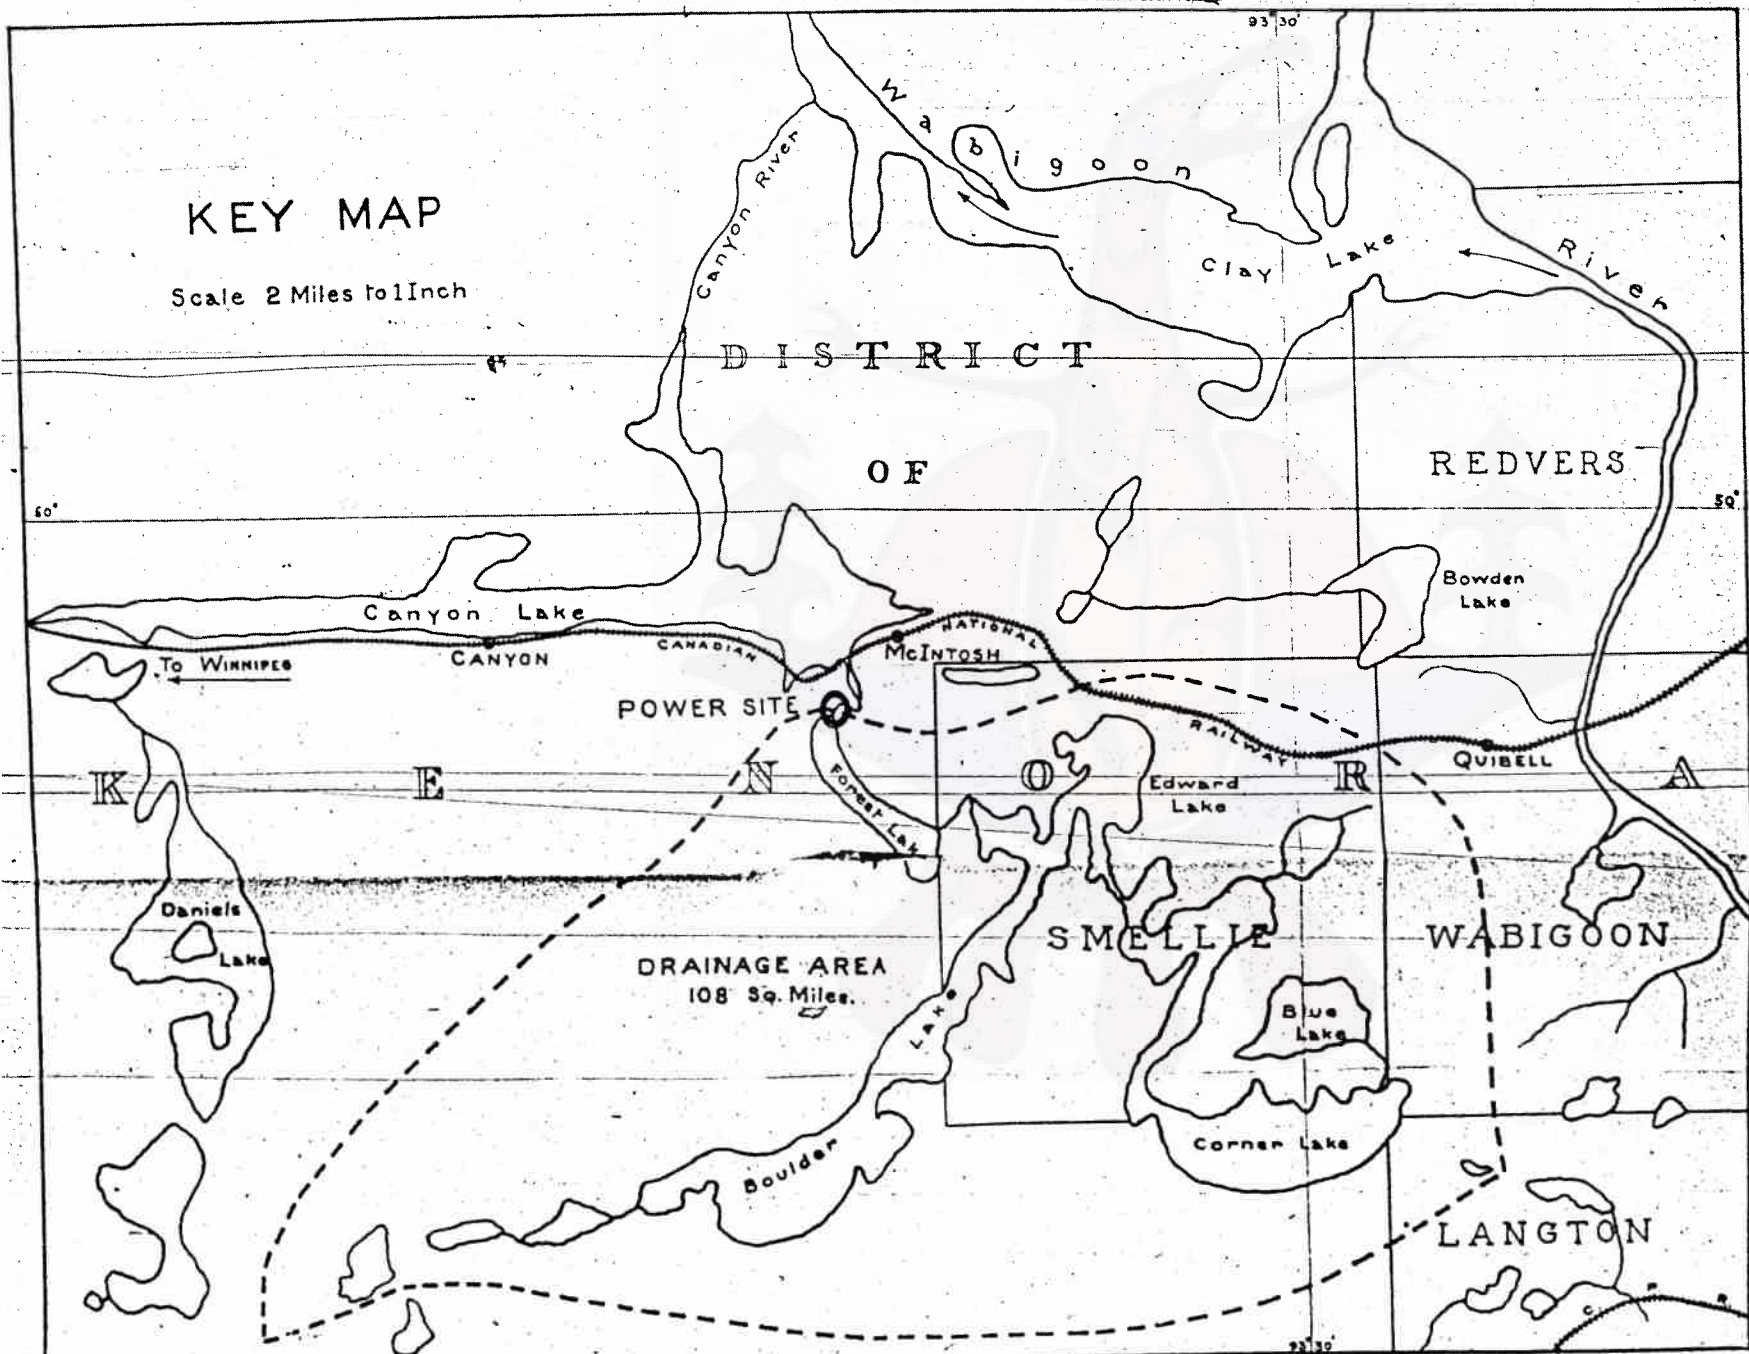 93°30'
Wabigoon
River
KEY MAP
Scale 2 Miles to 1 Inch
Canyon River
Clay Lake
DISTRICT
OF
REDVERS
50°
50°
Bowden
Lake
Canyon Lake
CANADIAN
NATIONAL
RAILWAY
To WINNIPEG
CANYON
McINTOSH
POWER SITE
QUIBELL
KENORA
Forest Lake
Edward
Lake
Daniels
Lake
SMELLIE
WABIGOON
DRAINAGE AREA
108 Sq. Miles.
Blue
Lake
Boulder Lake
Corner Lake
LANGTON
C. P. R.
93°30'